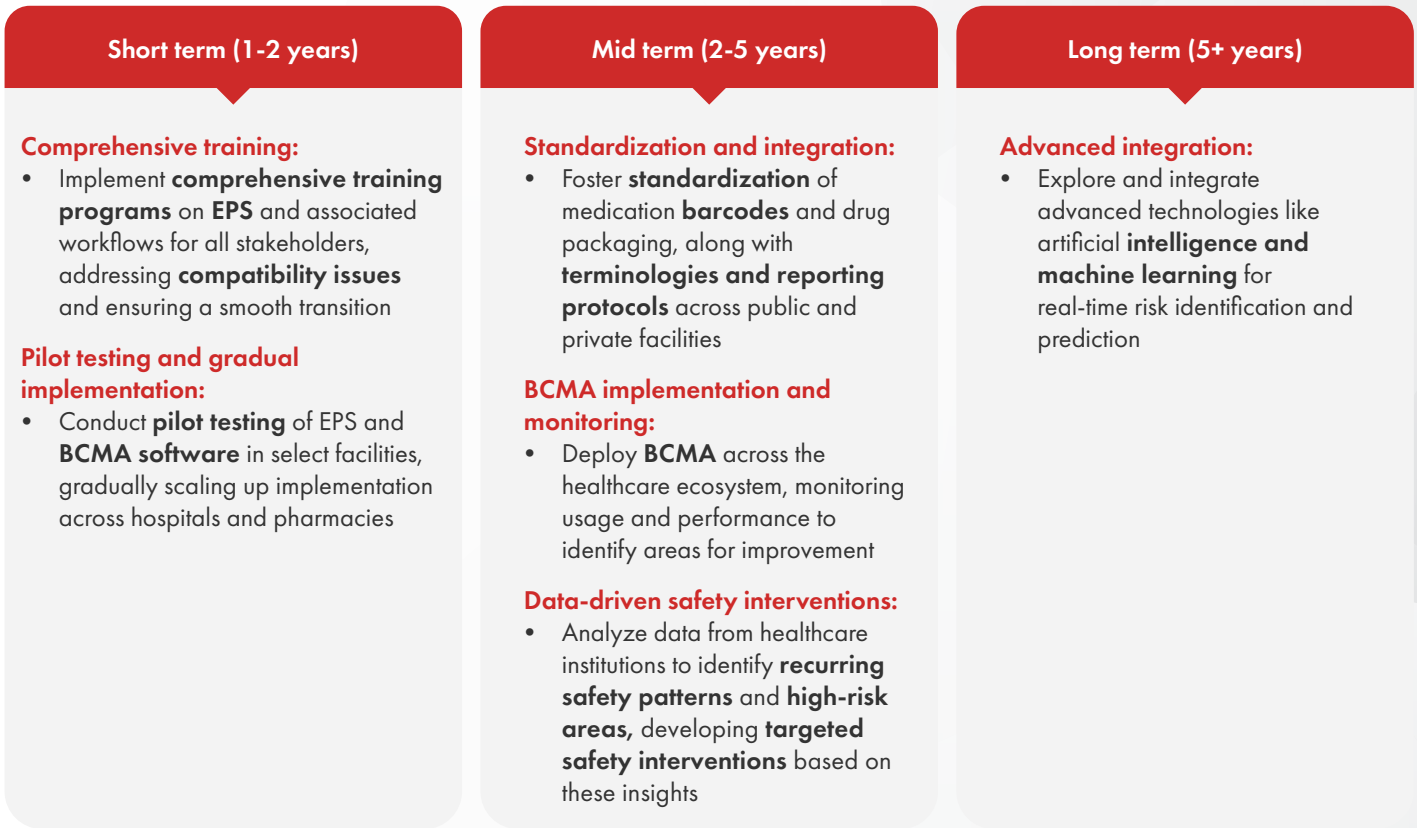 Short term (1-2 years)
Comprehensive training:
• Implement comprehensive training
programs on EPS and associated
workflows for all stakeholders,
addressing compatibility issues
and ensuring a smooth transition
Pilot testing and gradual
implementation:
• Conduct pilot testing of EPS and
BCMA software in select facilities,
gradually scaling up implementation
across hospitals and pharmacies
Mid term (2-5 years)
Standardization and integration:
• Foster standardization of
medication barcodes and drug
packaging, along with
terminologies and reporting
protocols across public and
private facilities
BCMA implementation and
monitoring:
• Deploy BCMA across the
healthcare ecosystem, monitoring
usage and performance to
identify areas for improvement
Data-driven safety interventions:
• Analyze data from healthcare
institutions to identify recurring
safety patterns and high-risk
areas, developing targeted
safety interventions based on
these insights
Long term (5+ years)
Advanced integration:
• Explore and integrate
advanced technologies like
artificial intelligence and
machine learning for
real-time risk identification and
prediction